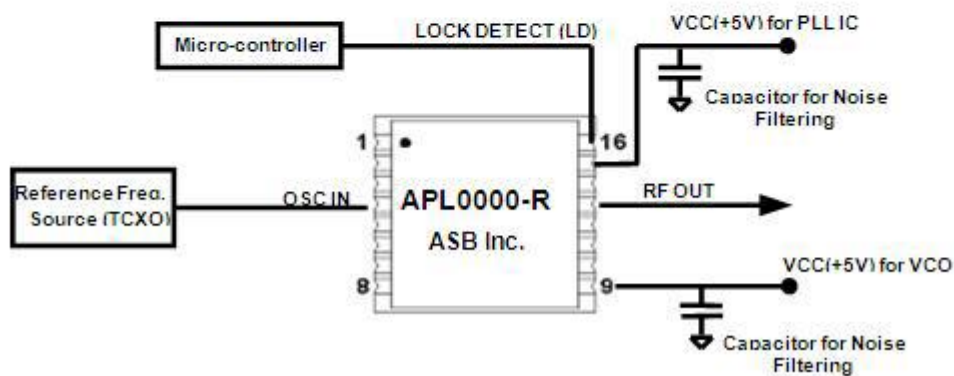 Micro-controller
LOCK DETECT (LD)
VCC(+5V) for PLL IC
Capacitor for Noise
Filtering
1
16
Reference Freq.
Source (TCXO)
OSC IN
APL0000-R
ASB Inc.
RF OUT
8
9
VCC(+5V) for VCO
Capacitor for Noise
Filtering